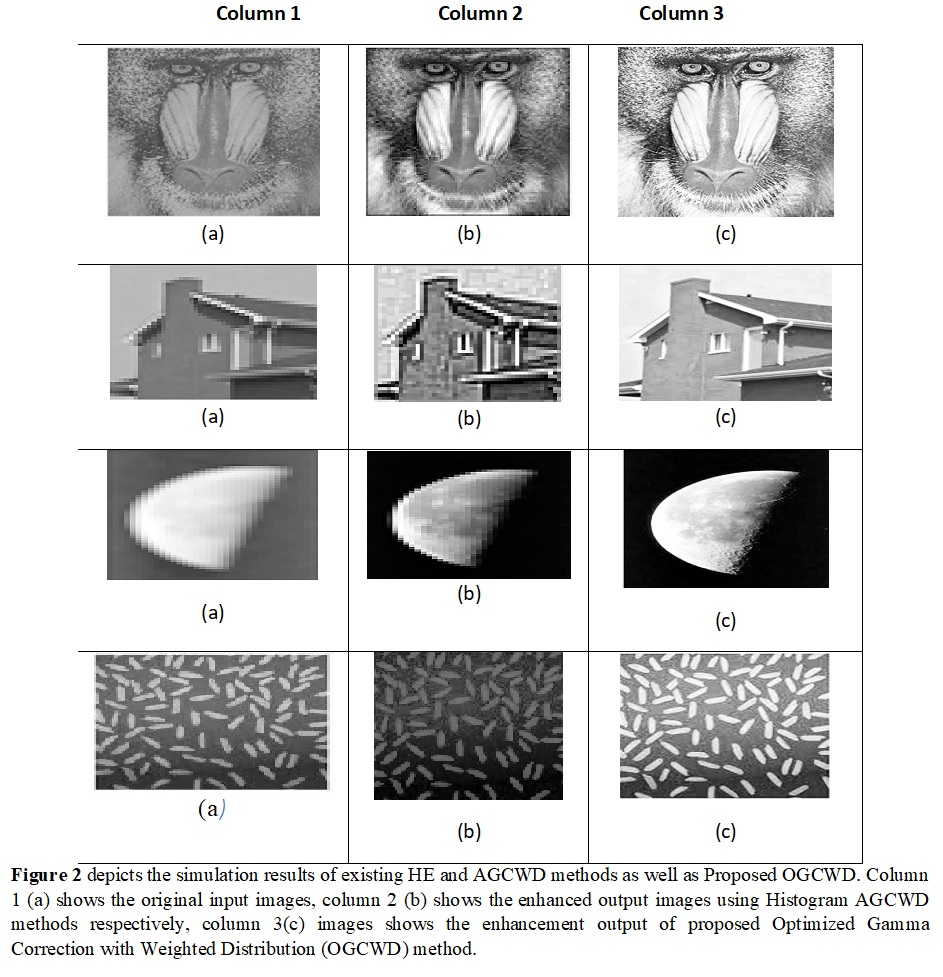 Column 1 Column 2 Column 3
(a) (b) (c)
(a) (b) (c)
(a) (b) (c)
(a) (b) (c)
Figure 2 depicts the simulation results of existing HE and AGCWD methods as well as Proposed OGCWD. Column
1 (a) shows the original input images, column 2 (b) shows the enhanced output images using Histogram AGCWD
methods respectively, column 3(c) images shows the enhancement output of proposed Optimized Gamma
Correction with Weighted Distribution (OGCWD) method.